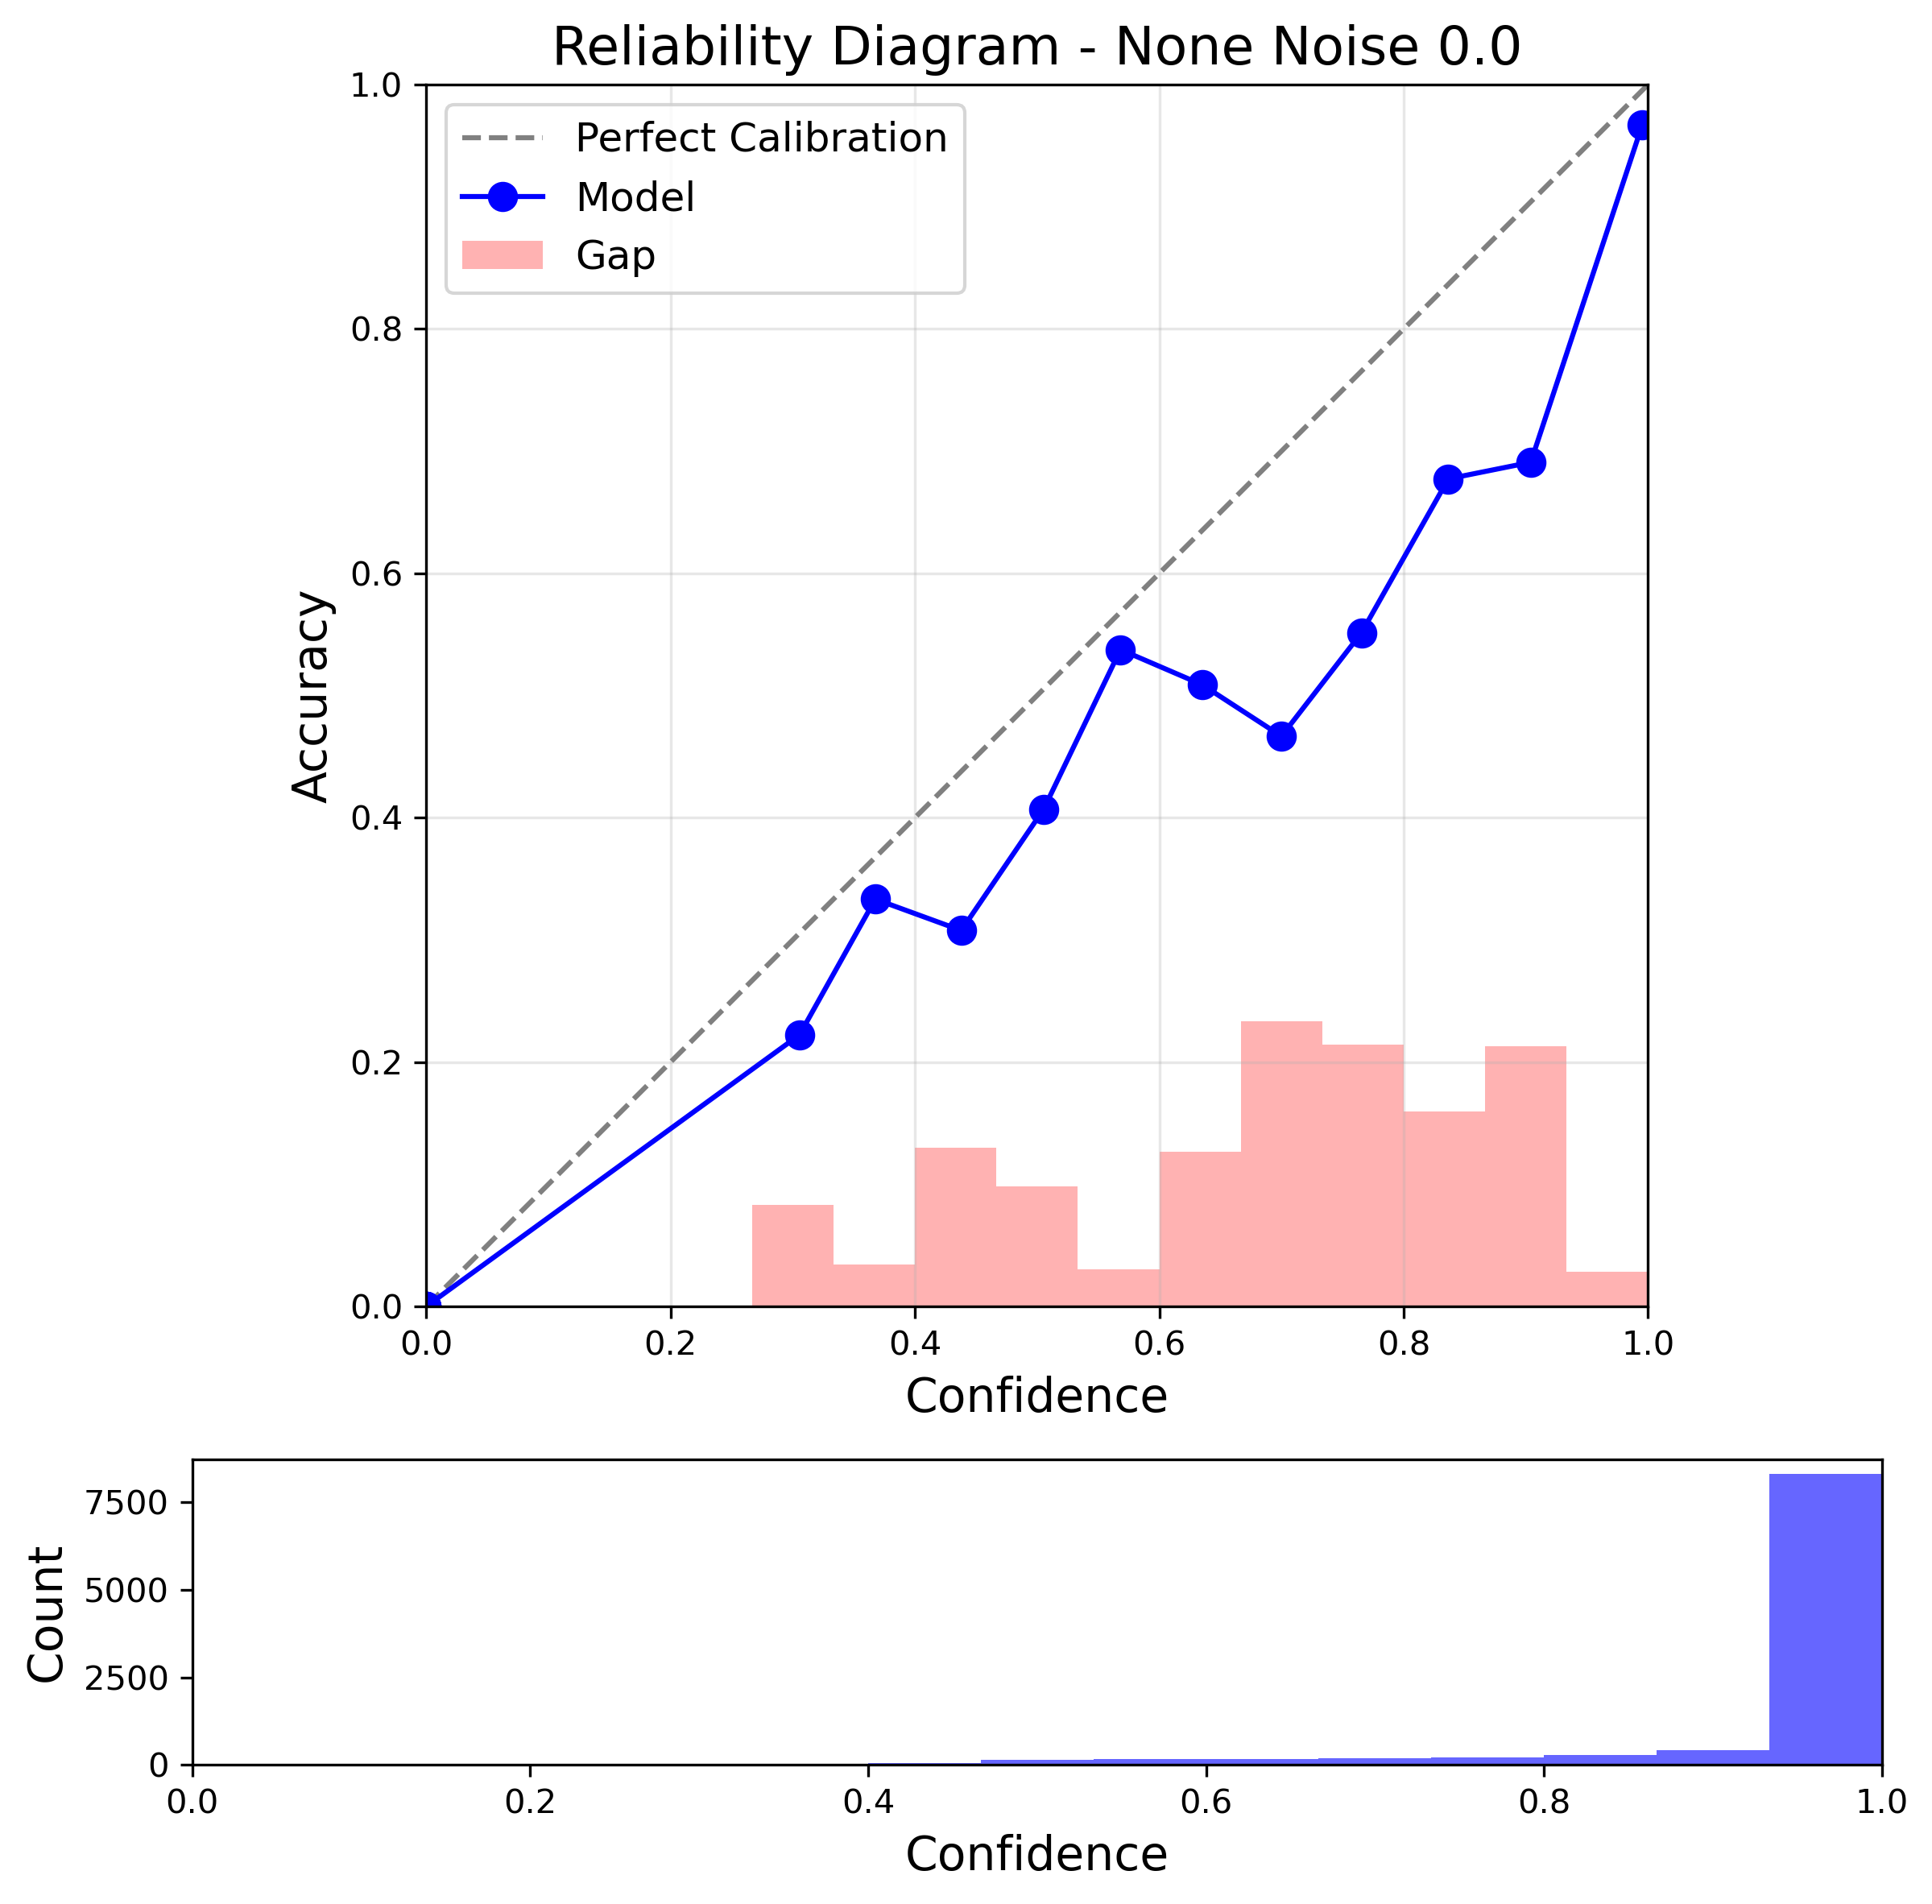 Reliability Diagram - None Noise 0.0
1.0
0.8
0.6
0.4
0.2
0.0
Accuracy
Perfect Calibration
Model
Gap
0.0 0.2 0.4 0.6 0.8 1.0
Confidence
7500
5000
2500
0
Count
0.0 0.2 0.4 0.6 0.8 1.0
Confidence